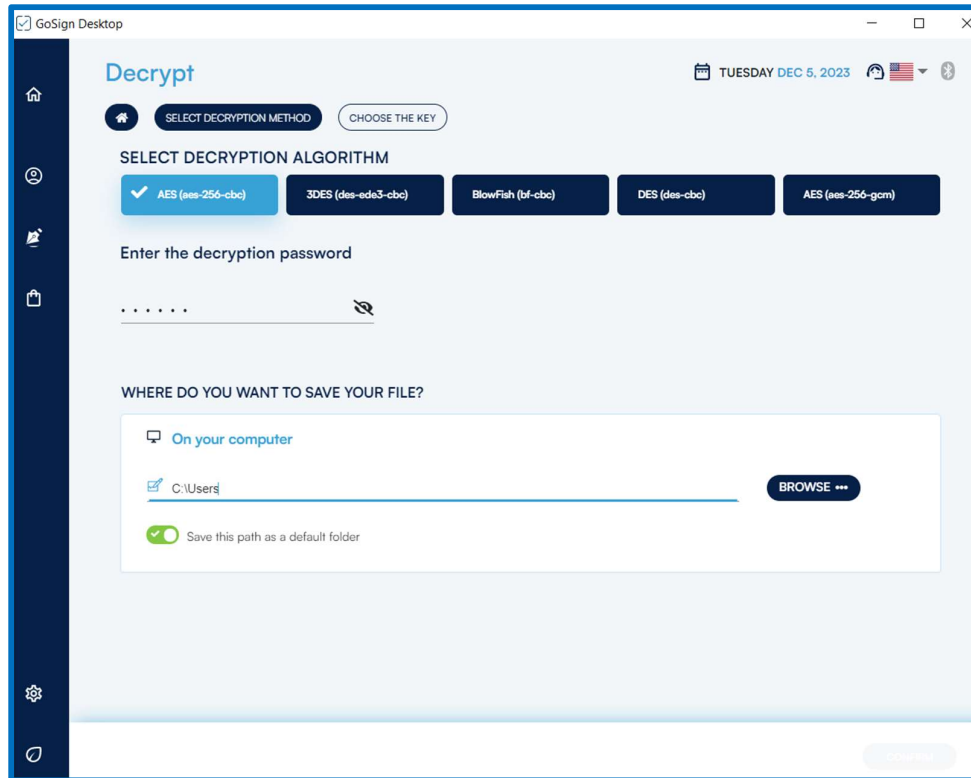 GoSign Desktop
Decrypt
TUESDAY DEC 5, 2023
SELECT DECRYPTION METHOD
CHOOSE THE KEY
SELECT DECRYPTION ALGORITHM
AES (aes-256-cbc)
3DES (des-ede3-cbc)
BlowFish (bf-cbc)
DES (des-cbc)
AES (aes-256-gcm)
Enter the decryption password
......
WHERE DO YOU WANT TO SAVE YOUR FILE?
On your computer
C:\Users
BROWSE •••
Save this path as a default folder
CONFIRM